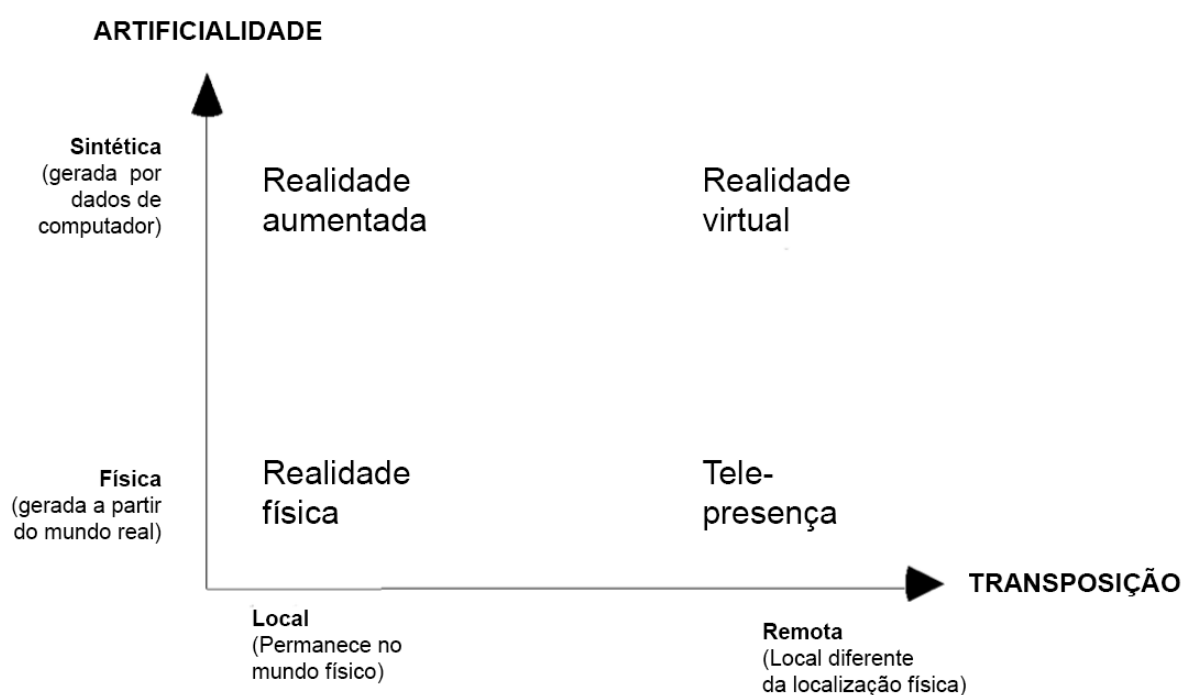 ARTIFICIALIDADE
Sintética
(gerada por
dados de
computador)
Realidade
aumentada
Realidade
virtual
Física
(gerada a partir
do mundo real)
Realidade
física
Tele-
presença
TRANSPOSIÇÃO
Local
(Permanece no
mundo físico)
Remota
(Local diferente
da localização física)